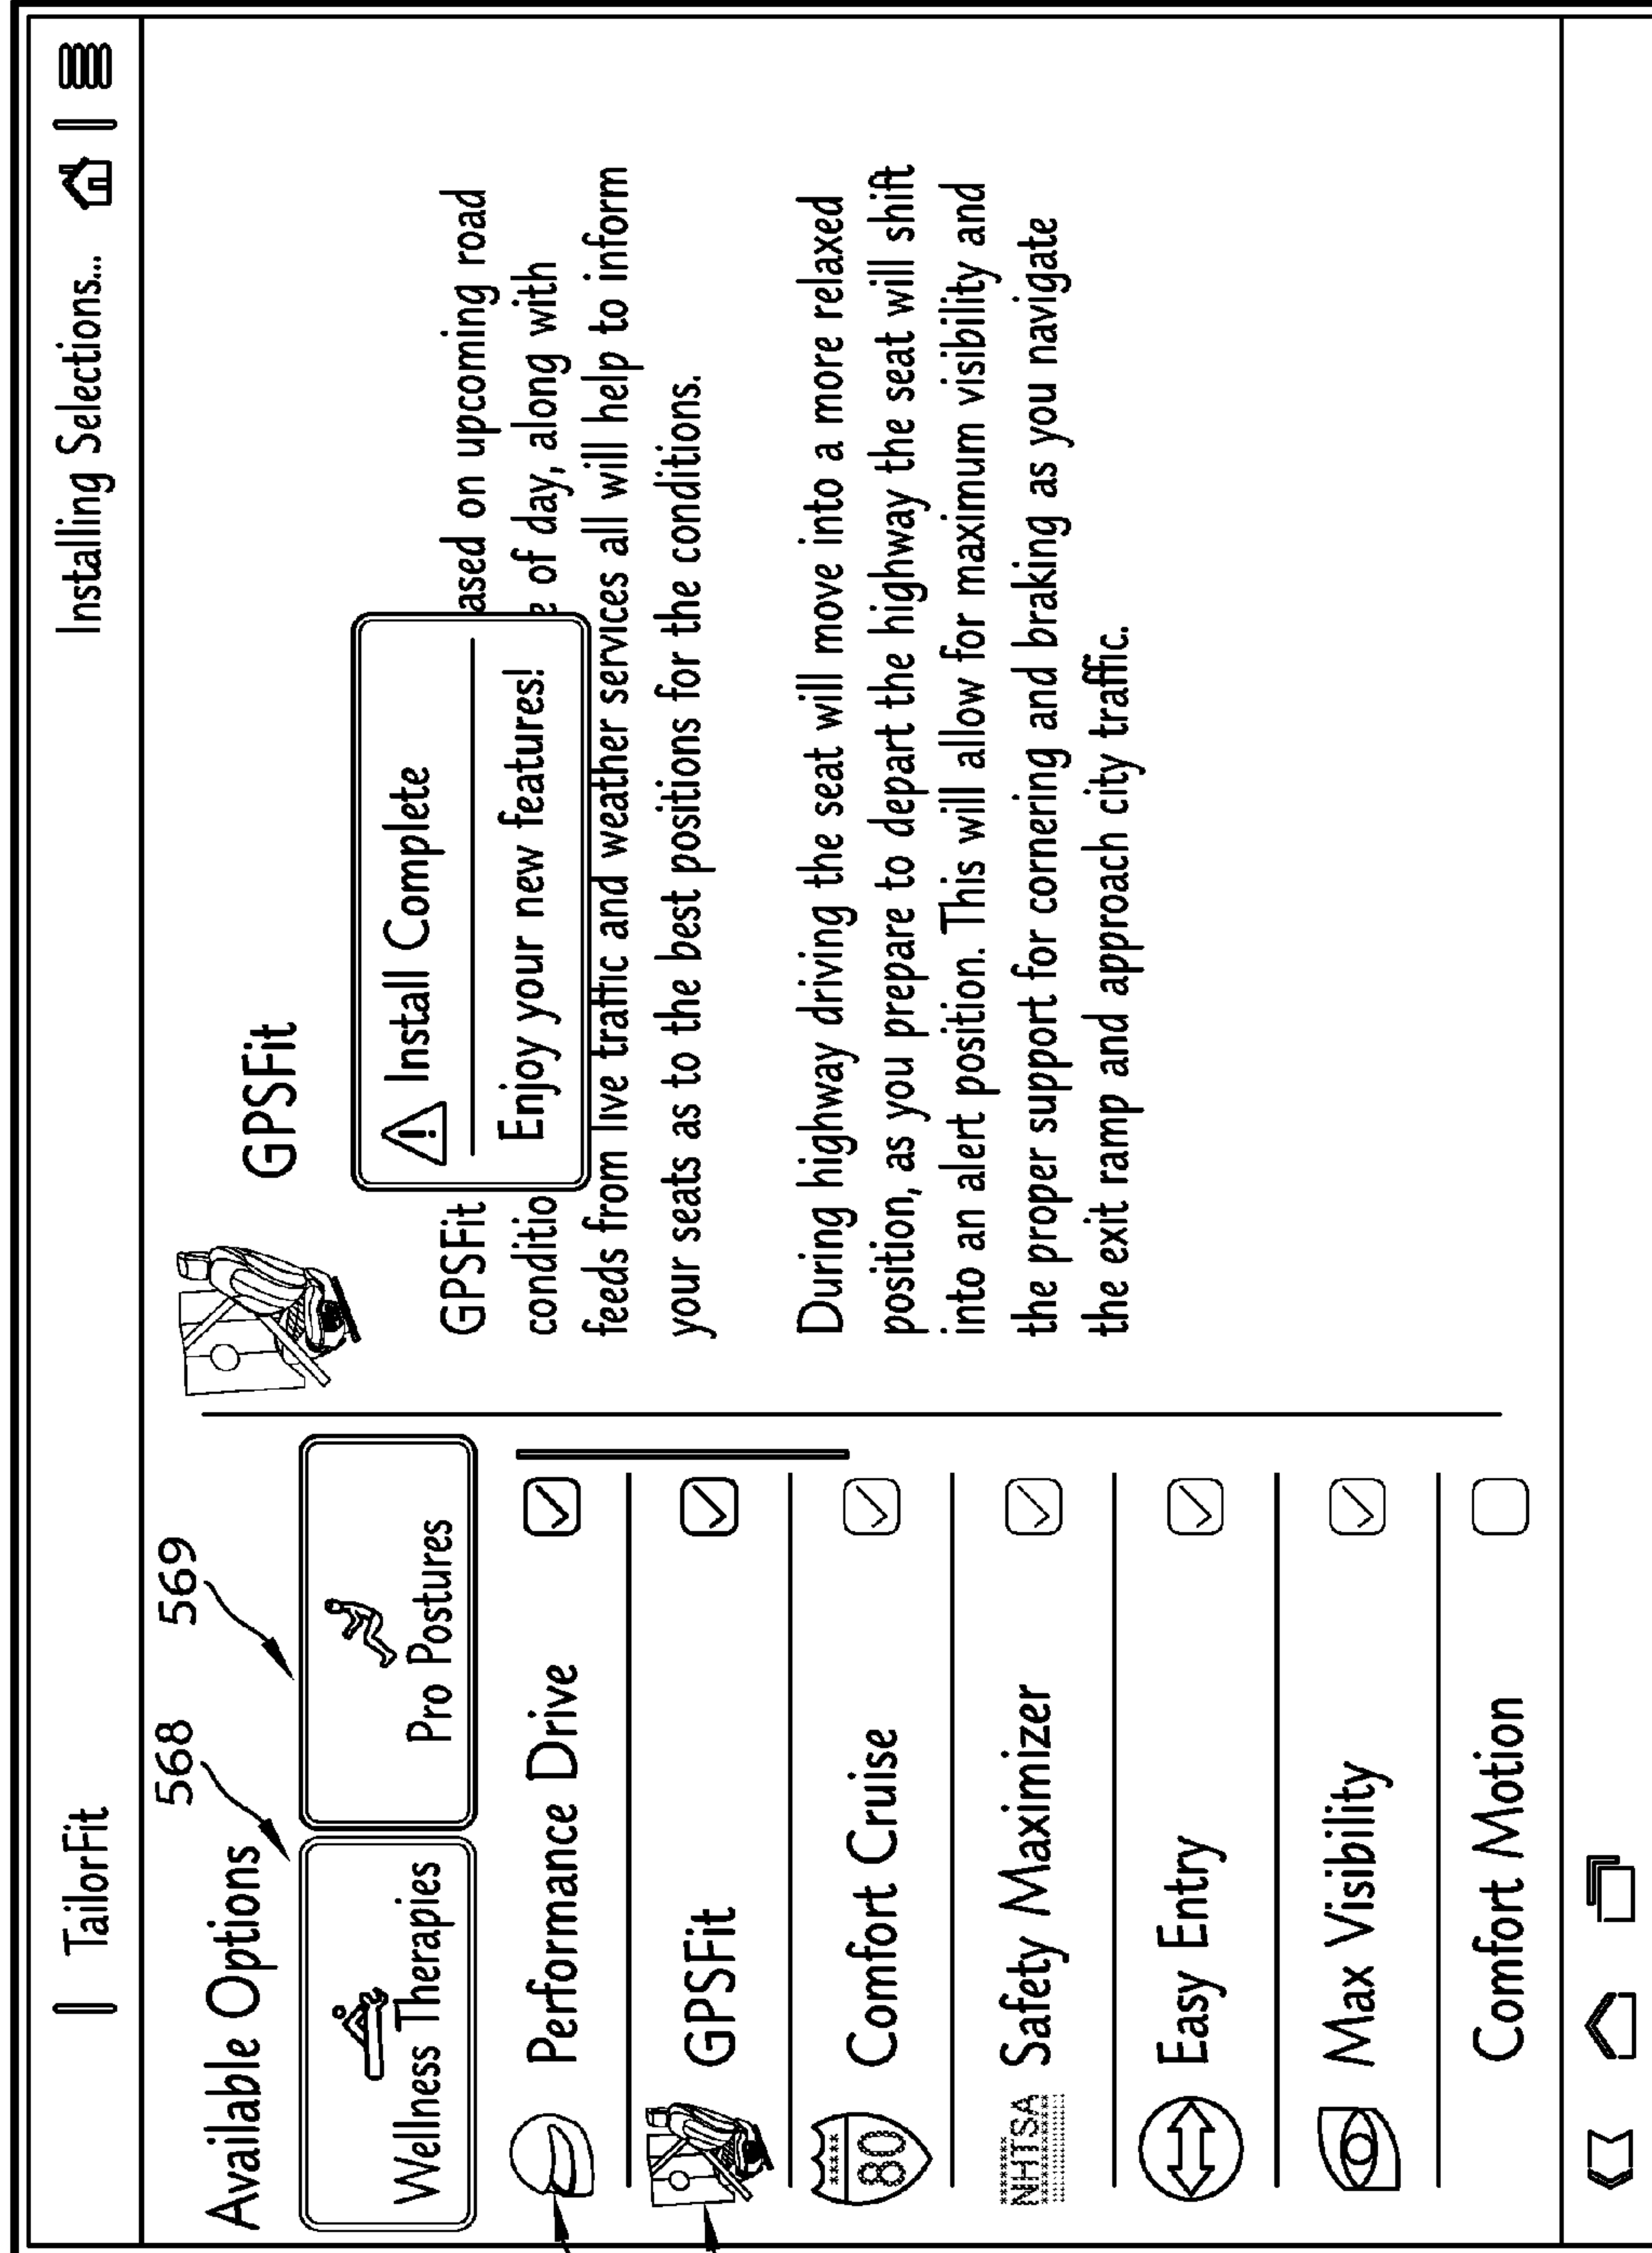 TailorFit
Installing Selections...
Available Options
568
569
Wellness Therapies
Pro Postures
Performance Drive
GPSFit
80
Comfort Cruise
NHTSA
Safety Maximizer
Easy Entry
Max Visibility
Comfort Motion
GPSFit
Install Complete
Enjoy your new features!
GPSFit ased on upcoming road
conditio e of day, along with
feeds from live traffic and weather services all will help to inform
your seats as to the best positions for the conditions.
During highway driving the seat will move into a more relaxed
position, as you prepare to depart the highway the seat will shift
into an alert position. This will allow for maximum visibility and
the proper support for cornering and braking as you navigate
the exit ramp and approach city traffic.